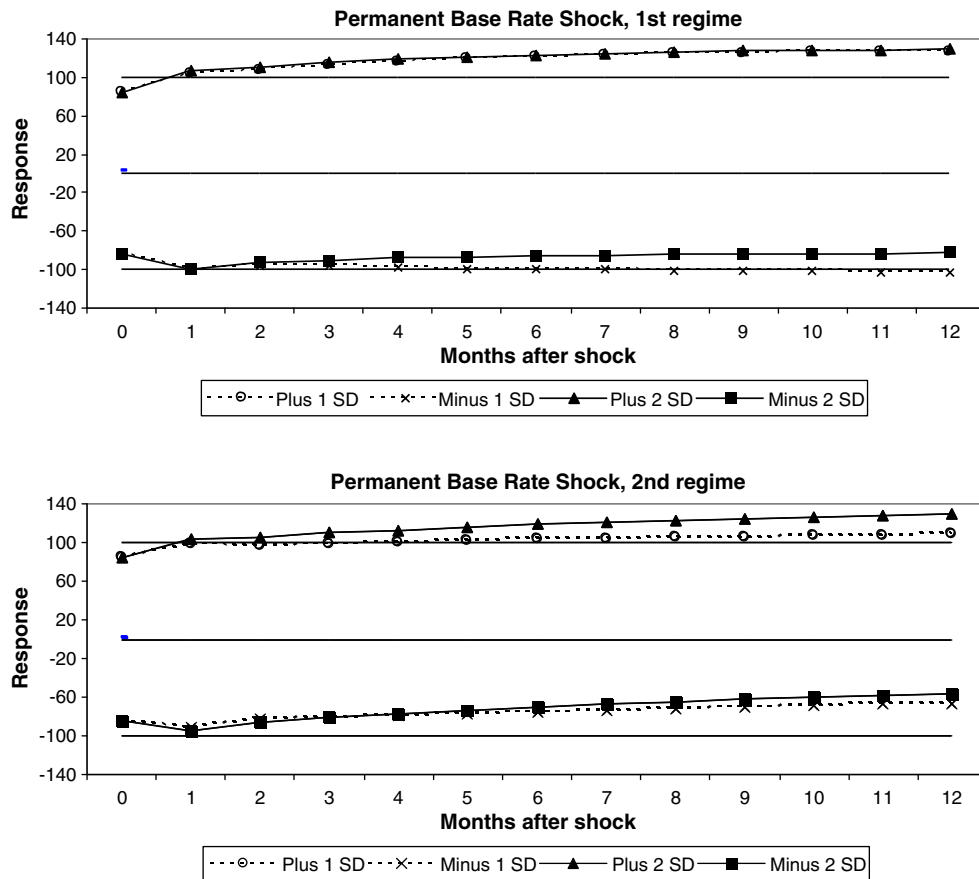 Permanent Base Rate Shock, 1st regime
140
100
60
20
-20
-60
-100
-140
Response
0 1 2 3 4 5 6 7 8 9 10 11 12
Months after shock
Plus 1 SD Minus 1 SD Plus 2 SD Minus 2 SD
Permanent Base Rate Shock, 2nd regime
140
100
60
20
-20
-60
-100
-140
Response
0 1 2 3 4 5 6 7 8 9 10 11 12
Months after shock
Plus 1 SD Minus 1 SD Plus 2 SD Minus 2 SD